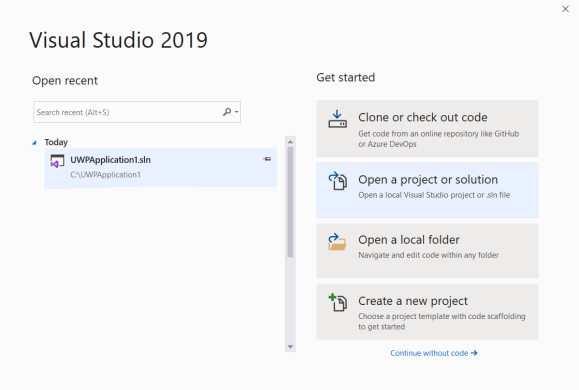 Visual Studio 2019
Open recent
Search recent (Alt+S)
Today
UWPApplication1.sln
C:\UWPApplication1
Get started
Clone or check out code
Get code from an online repository like GitHub
or Azure DevOps
Open a project or solution
Open a local Visual Studio project or .sln file
Open a local folder
Navigate and edit code within any folder
Create a new project
Choose a project template with code scaffolding
to get started
Continue without code →